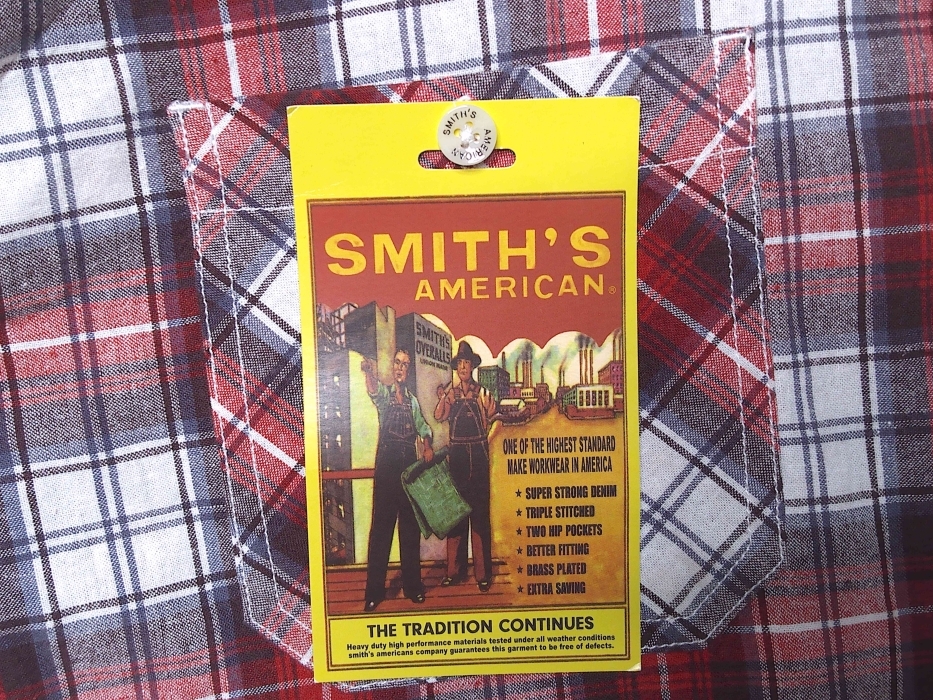 SMITH'S AMERICAN
SMITH'S
AMERICAN®
SMITH'S
OVERALLS
UNION MADE
ONE OF THE HIGHEST STANDARD
MAKE WORKWEAR IN AMERICA
★ SUPER STRONG DENIM
★ TRIPLE STITCHED
★ TWO HIP POCKETS
★ BETTER FITTING
★ BRASS PLATED
★ EXTRA SAVING
THE TRADITION CONTINUES
Heavy duty high performance materials tested under all weather conditions
smith's americans company guarantees this garment to be free of defects.